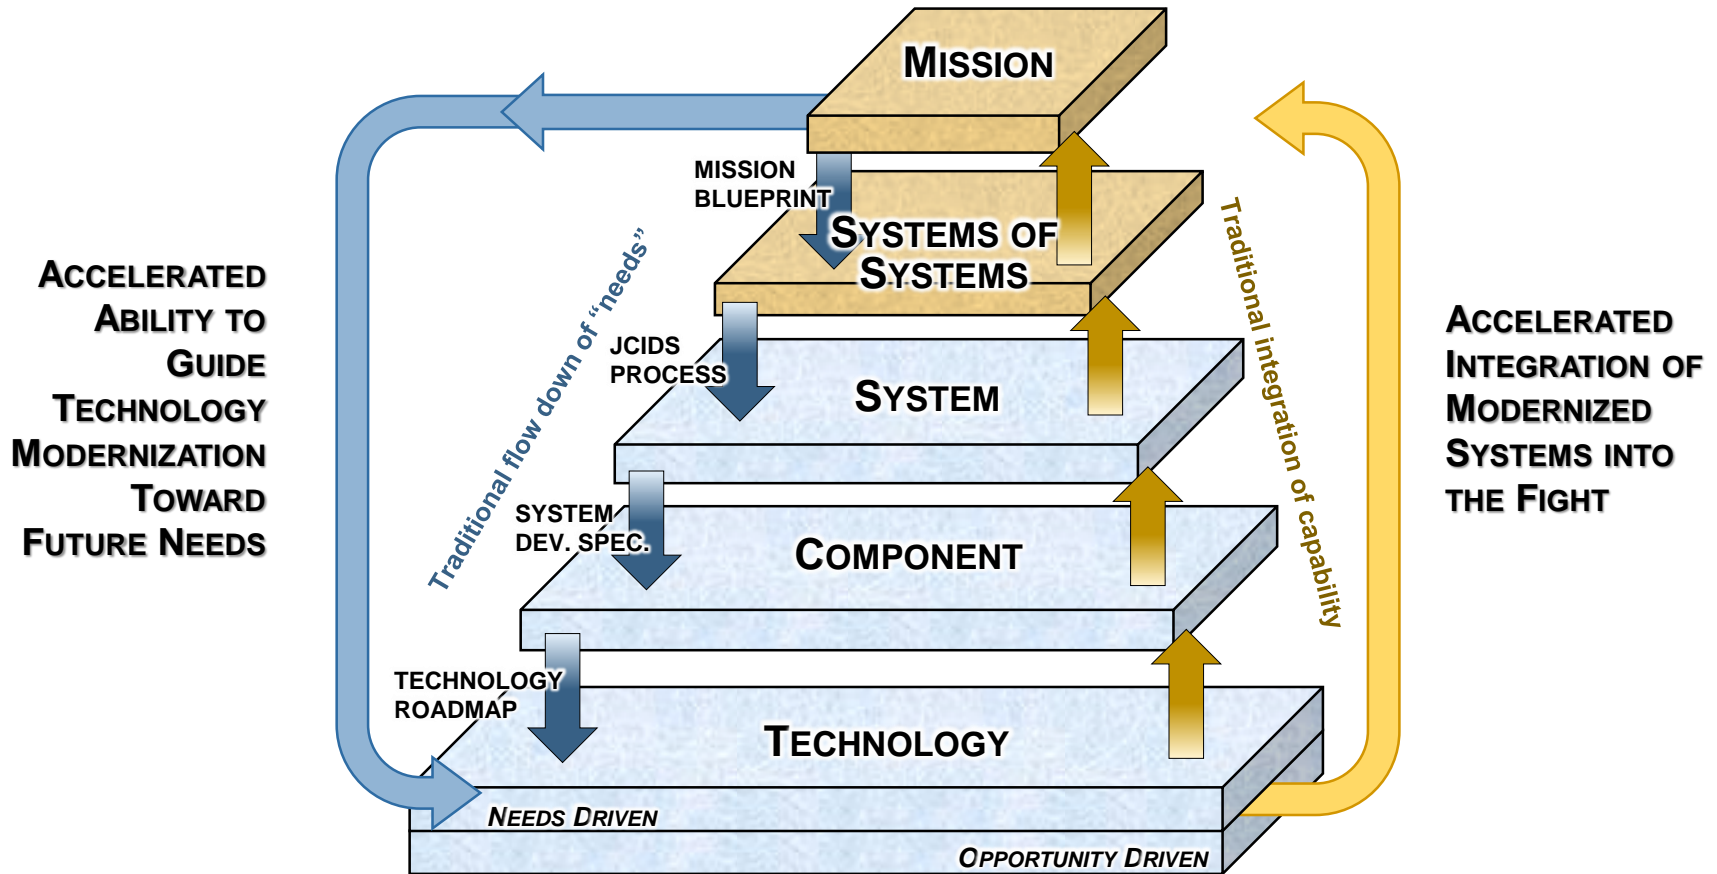 MISSION
MISSION
BLUEPRINT
SYSTEMS OF
SYSTEMS
JCIDS
PROCESS
SYSTEM
SYSTEM
DEV. SPEC.
COMPONENT
TECHNOLOGY
ROADMAP
TECHNOLOGY
NEEDS DRIVEN
OPPORTUNITY DRIVEN
Traditional flow down of “needs”
Traditional integration of capability
ACCELERATED
ABILITY TO
GUIDE
TECHNOLOGY
MODERNIZATION
TOWARD
FUTURE NEEDS
ACCELERATED
INTEGRATION OF
MODERNIZED
SYSTEMS INTO
THE FIGHT